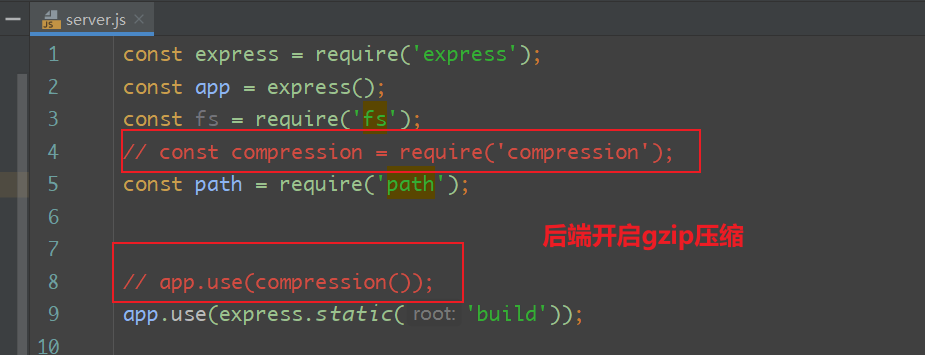 server.js
1 const express = require('express');
2 const app = express();
3 const fs = require('fs');
4 // const compression = require('compression');
5 const path = require('path');
6
7
后端开启gzip压缩
8 // app.use(compression());
9 app.use(express.static( root: 'build'));
10